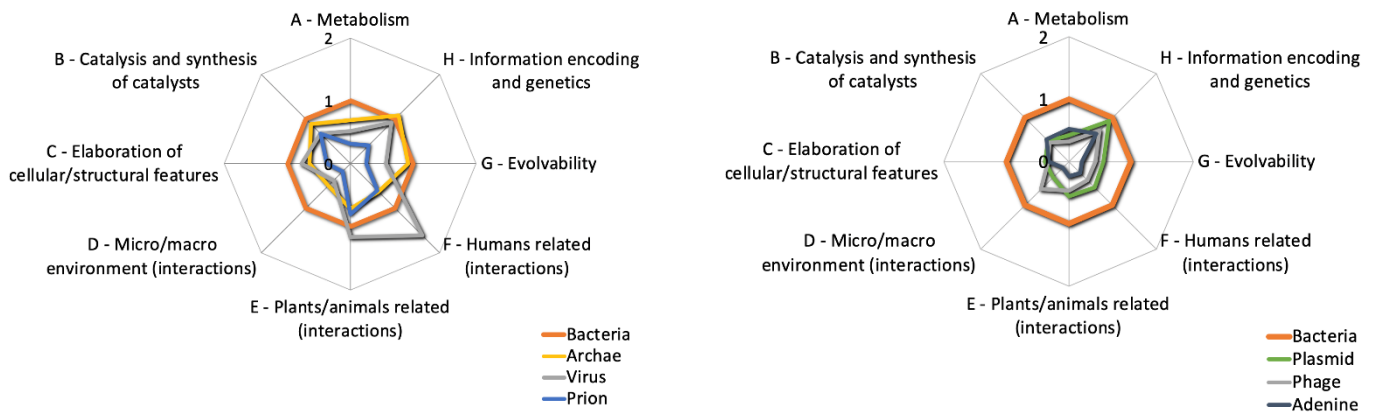 A - Metabolism
2
B - Catalysis and synthesis
of catalysts
H - Information encoding
and genetics
1
C - Elaboration of
cellular/structural features
0
G - Evolvability
D - Micro/macro
environment (interactions)
F - Humans related
(interactions)
E - Plants/animals related
(interactions)
Bacteria
Archae
Virus
Prion
A - Metabolism
2
B - Catalysis and synthesis
of catalysts
H - Information encoding
and genetics
1
C - Elaboration of
cellular/structural features
0
G - Evolvability
D - Micro/macro
environment (interactions)
F - Humans related
(interactions)
E - Plants/animals related
(interactions)
Bacteria
Plasmid
Phage
Adenine